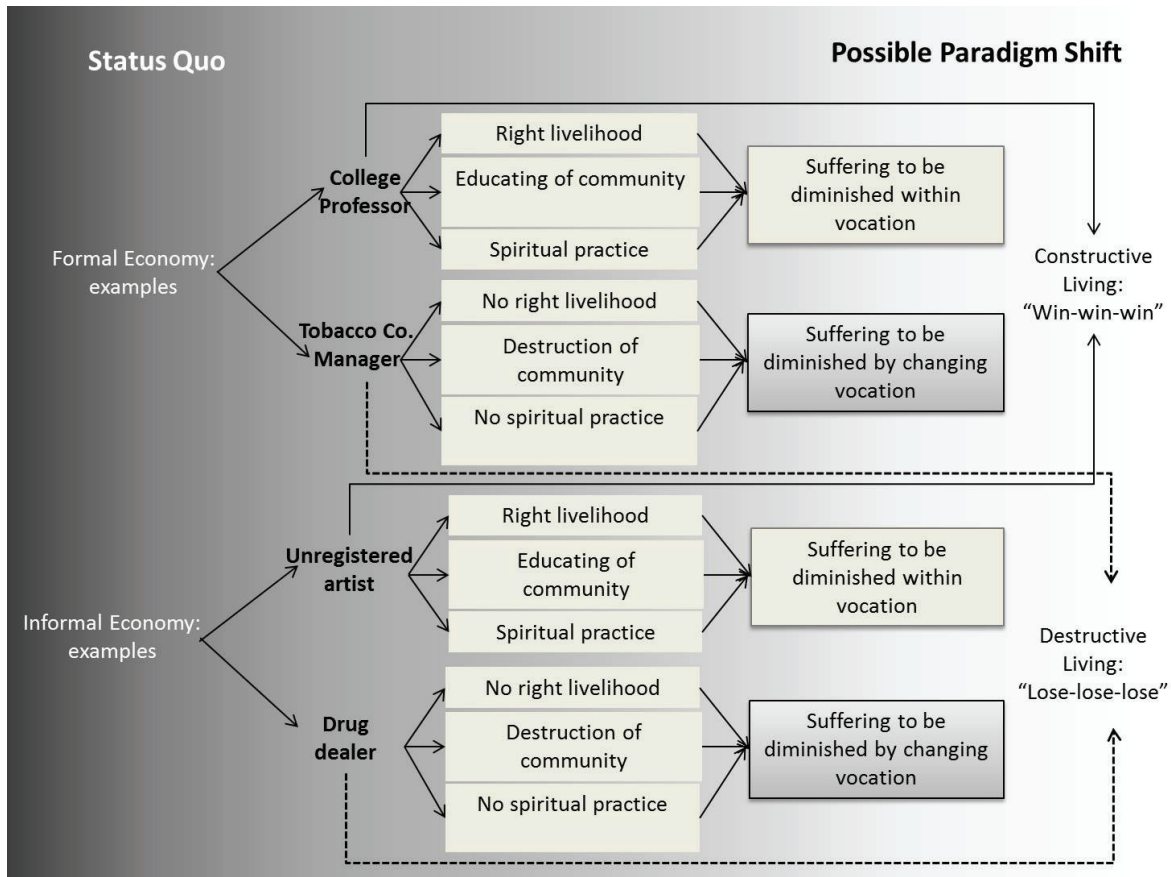 Status Quo
Possible Paradigm Shift
Formal Economy:
examples
College
Professor
Right livelihood
Educating of community
Spiritual practice
Suffering to be
diminished within
vocation
Tobacco Co.
Manager
No right livelihood
Destruction of
community
No spiritual practice
Suffering to be
diminished by changing
vocation
Constructive
Living:
“Win-win-win”
Informal Economy:
examples
Unregistered
artist
Right livelihood
Educating of
community
Spiritual practice
Suffering to be
diminished within
vocation
Drug
dealer
No right livelihood
Destruction of
community
No spiritual practice
Suffering to be
diminished by changing
vocation
Destructive
Living:
“Lose-lose-lose”